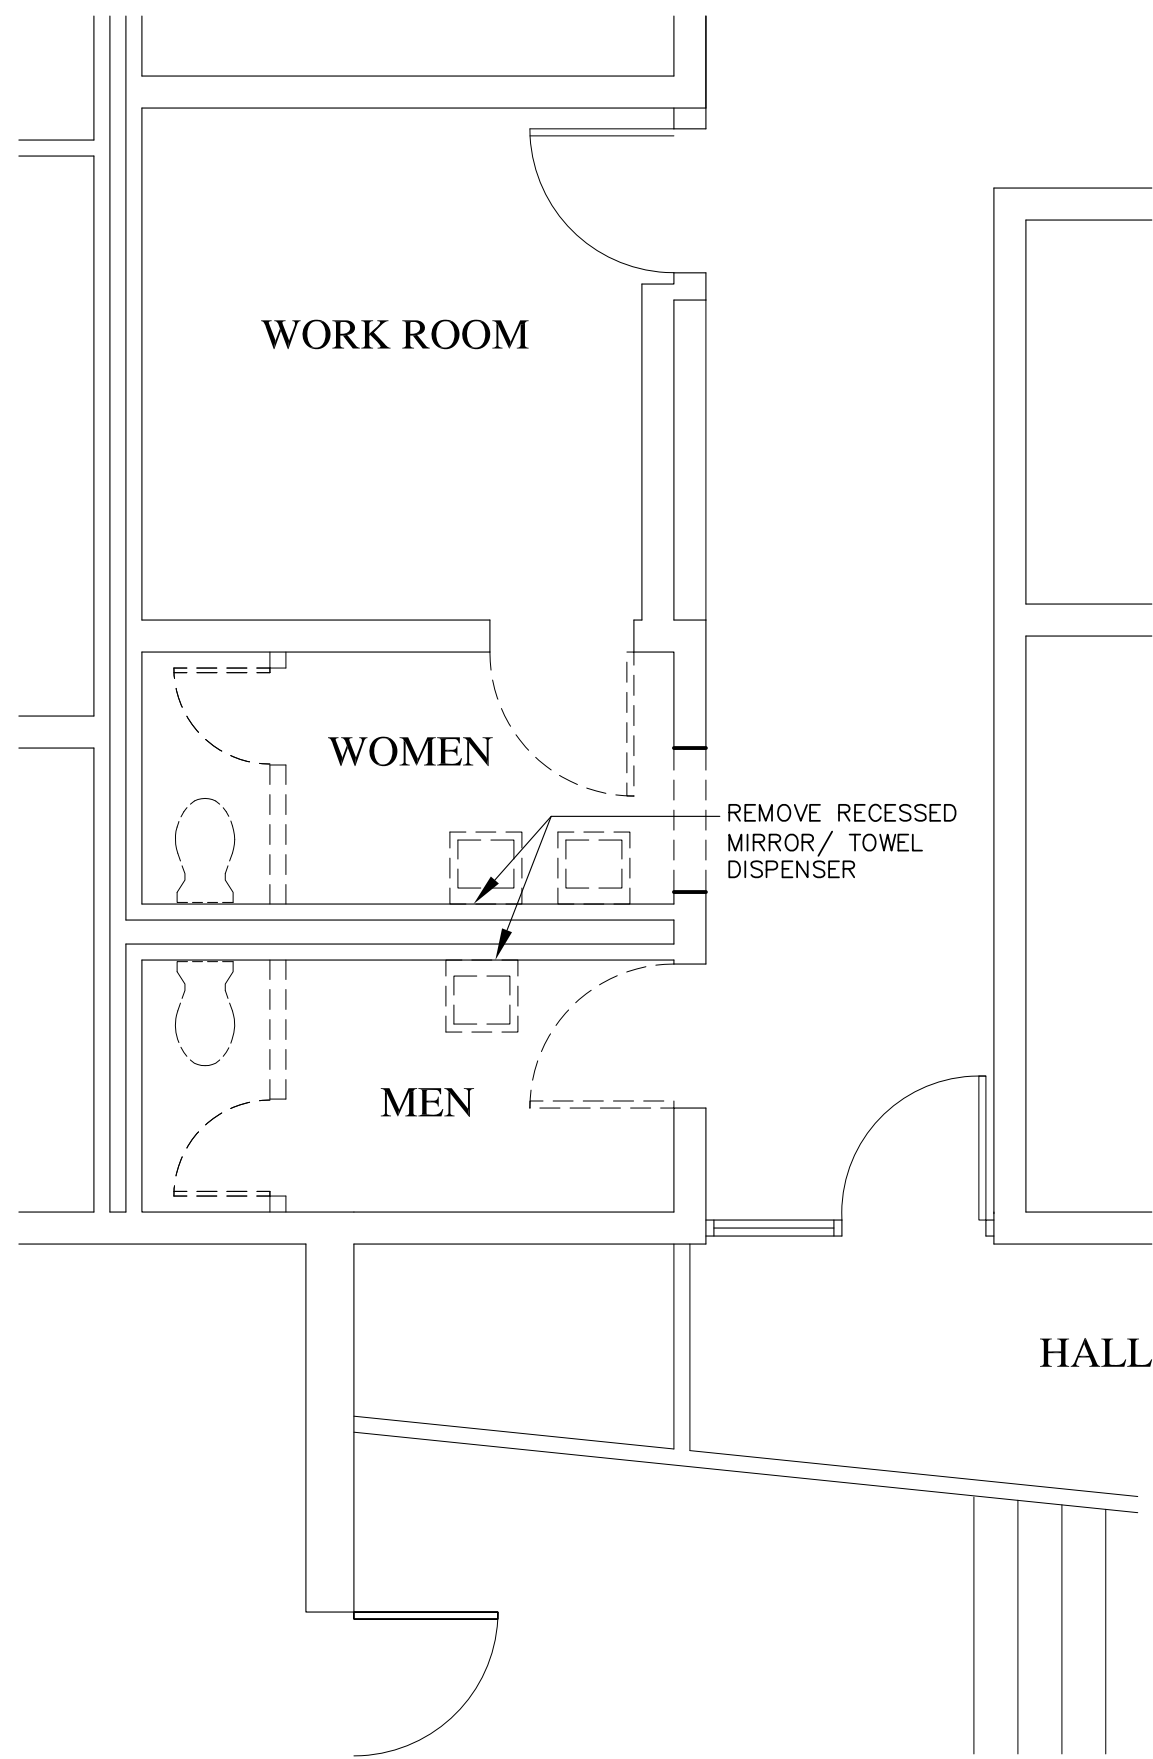 WORK ROOM
WOMEN
REMOVE RECESSED
MIRROR/ TOWEL
DISPENSER
MEN
HALL